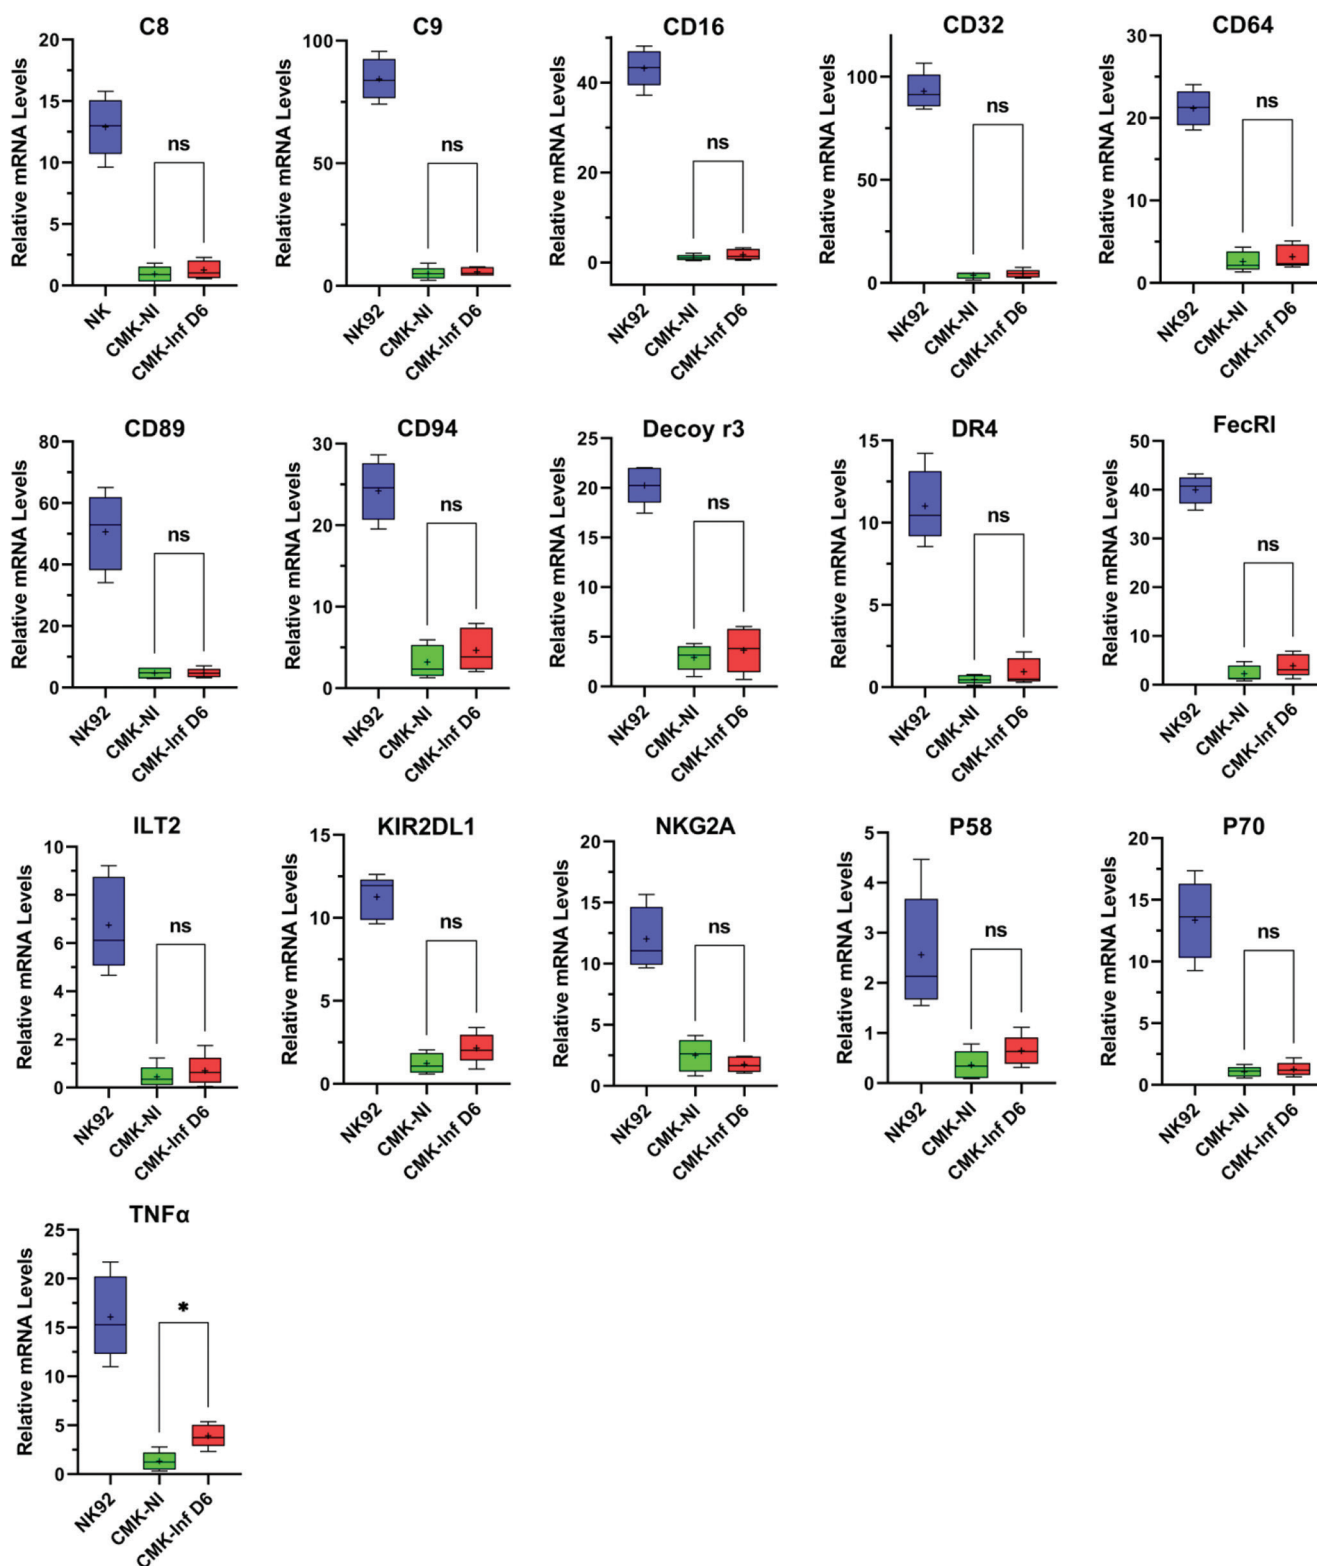 C8
Relative mRNA Levels
20
15
10
5
0
ns
NK
CMK-NI
CMK-Inf D6
C9
Relative mRNA Levels
100
50
0
ns
NK92
CMK-NI
CMK-Inf D6
CD16
Relative mRNA Levels
40
20
0
ns
NK92
CMK-NI
CMK-Inf D6
CD32
Relative mRNA Levels
100
50
0
ns
NK92
CMK-NI
CMK-Inf D6
CD64
Relative mRNA Levels
30
20
10
0
ns
NK92
CMK-NI
CMK-Inf D6
CD89
Relative mRNA Levels
80
60
40
20
0
ns
NK92
CMK-NI
CMK-Inf D6
CD94
Relative mRNA Levels
30
20
10
0
ns
NK92
CMK-NI
CMK-Inf D6
Decoy r3
Relative mRNA Levels
25
20
15
10
5
0
ns
NK92
CMK-NI
CMK-Inf D6
DR4
Relative mRNA Levels
15
10
5
0
ns
NK92
CMK-NI
CMK-Inf D6
FecRI
Relative mRNA Levels
50
40
30
20
10
0
ns
NK92
CMK-NI
CMK-Inf D6
ILT2
Relative mRNA Levels
10
8
6
4
2
0
ns
NK92
CMK-NI
CMK-Inf D6
KIR2DL1
Relative mRNA Levels
15
10
5
0
ns
NK92
CMK-NI
CMK-Inf D6
NKG2A
Relative mRNA Levels
20
15
10
5
0
ns
NK92
CMK-NI
CMK-Inf D6
P58
Relative mRNA Levels
5
4
3
2
1
0
ns
NK92
CMK-NI
CMK-Inf D6
P70
Relative mRNA Levels
20
15
10
5
0
ns
NK92
CMK-NI
CMK-Inf D6
TNFα
Relative mRNA Levels
25
20
15
10
5
0
*
NK92
CMK-NI
CMK-Inf D6